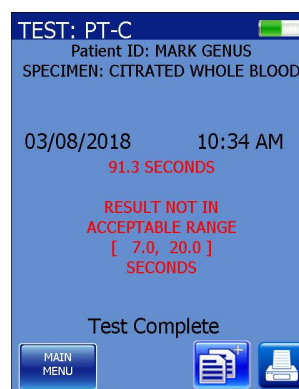 TEST: PT-C
Patient ID: MARK GENUS
SPECIMEN: CITRATED WHOLE BLOOD
03/08/2018 10:34 AM
91.3 SECONDS
RESULT NOT IN
ACCEPTABLE RANGE
[ 7.0, 20.0 ]
SECONDS
Test Complete
MAIN
MENU